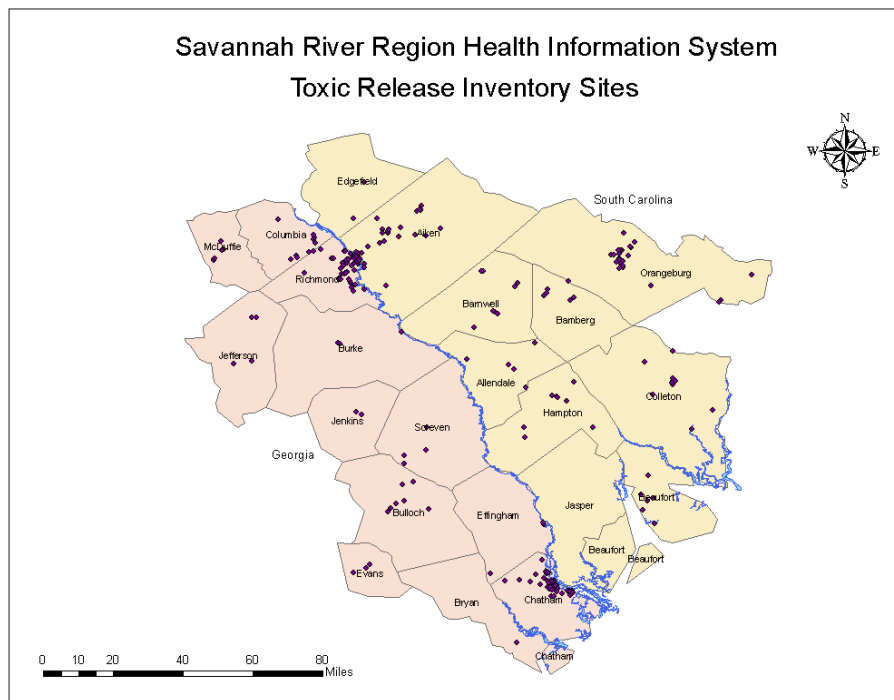 Savannah River Region Health Information System
Toxic Release Inventory Sites
N
W
E
S
Edgefield
South Carolina
Columbia
Aiken
McDuffie
Orangeburg
Richmond
Barnwell
Bamberg
Burke
Jefferson
Allendale
Colleton
Hampton
Jenkins
Screven
Georgia
Beaufort
Jasper
Effingham
Bulloch
Beaufort
Beaufort
Evans
Chatham
Bryan
Chatham
0 5 10 20 40 60 80
Miles